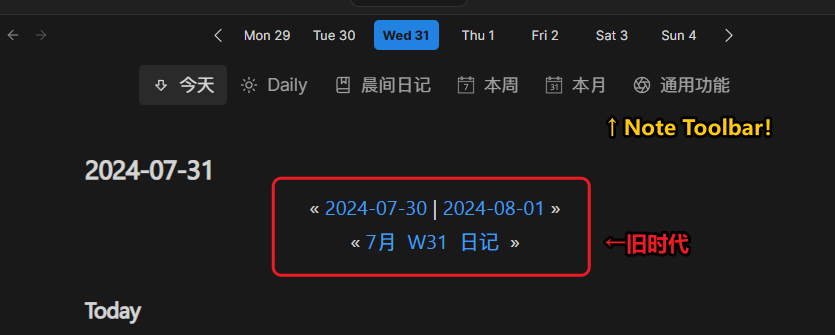 Mon 29 Tue 30 Wed 31 Thu 1 Fri 2 Sat 3 Sun 4
今天 Daily 晨间日记 7 本周 31 本月 通用功能
↑Note Toolbar!
2024-07-31
« 2024-07-30 | 2024-08-01 »
« 7月 W31 日记 »
←旧时代
Today